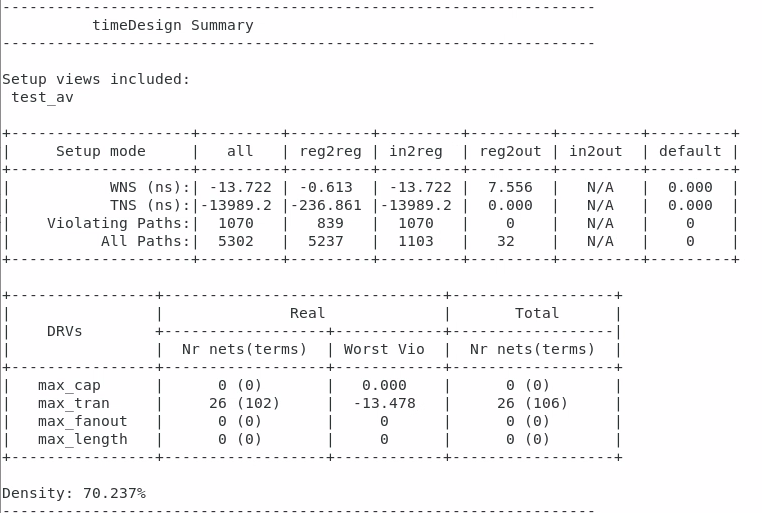 ------------------------------------------------------------------
          timeDesign Summary
------------------------------------------------------------------

Setup views included:
 test_av

+--------------------+---------+---------+---------+---------+---------+---------+
|     Setup mode     |   all   | reg2reg | in2reg  | reg2out | in2out  | default |
+--------------------+---------+---------+---------+---------+---------+---------+
|           WNS (ns):| -13.722 | -0.613  | -13.722 |  7.556  |   N/A   |  0.000  |
|           TNS (ns):|-13989.2 |-236.861 |-13989.2 |  0.000  |   N/A   |  0.000  |
|    Violating Paths:|  1070   |   839   |  1070   |    0    |   N/A   |    0    |
|          All Paths:|  5302   |  5237   |  1103   |   32    |   N/A   |    0    |
+--------------------+---------+---------+---------+---------+---------+---------+

+----------------+-------------------------------+------------------+
|                |              Real             |       Total      |
|    DRVs        +------------------+------------+------------------|
|                |  Nr nets(terms)  | Worst Vio  |  Nr nets(terms)  |
+----------------+------------------+------------+------------------+
|   max_cap      |      0 (0)       |   0.000    |      0 (0)       |
|   max_tran     |     26 (102)     |  -13.478   |     26 (106)     |
|   max_fanout   |      0 (0)       |     0      |      0 (0)       |
|   max_length   |      0 (0)       |     0      |      0 (0)       |
+----------------+------------------+------------+------------------+

Density: 70.237%
------------------------------------------------------------------